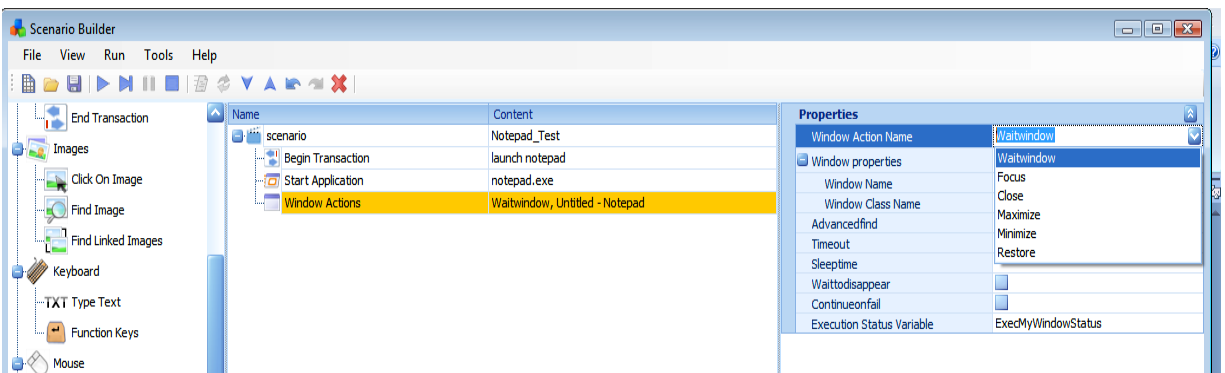 Scenario Builder
File View Run Tools Help
End Transaction
Images
Click On Image
Find Image
Find Linked Images
Keyboard
TXT Type Text
Function Keys
Mouse
Name Content
scenario Notepad_Test
Begin Transaction launch notepad
Start Application notepad.exe
Window Actions Waitwindow, Untitled - Notepad
Properties
Window Action Name Waitwindow
Window properties
Window Name
Window Class Name
Advancedfind
Timeout
Sleeptime
Waittodisappear
Continueonfail
Execution Status Variable ExecMyWindowStatus
Waitwindow
Focus
Close
Maximize
Minimize
Restore